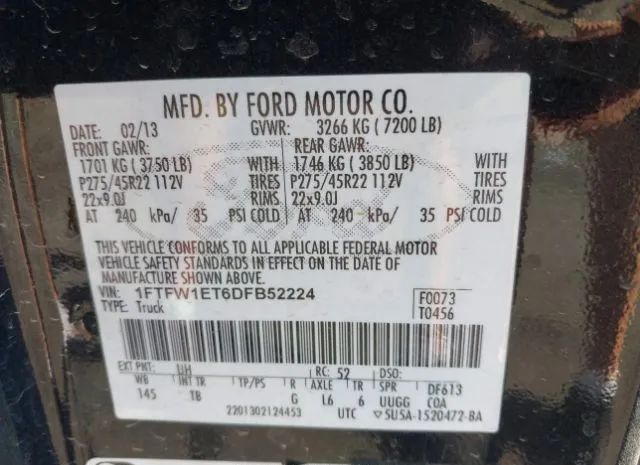 MFD. BY FORD MOTOR CO.
DATE: 02/13 GVWR: 3266 KG ( 7200 LB)
FRONT GAWR: REAR GAWR:
1701 KG ( 3750 LB) WITH 1746 KG ( 3850 LB) WITH
P275/45R22 112V TIRES P275/45R22 112V TIRES
22x9.0J RIMS 22x9.0J RIMS
AT 240 kPa/ 35 PSI COLD AT 240 kPa/ 35 PSI COLD
THIS VEHICLE CONFORMS TO ALL APPLICABLE FEDERAL MOTOR
VEHICLE SAFETY STANDARDS IN EFFECT ON THE DATE OF
MANUFACTURE SHOWN ABOVE.
VIN: 1FTFW1ET6DFB52224 F0073
TYPE: Truck T0456
EXT PNT: UH RC: 52 DSO:
WB INT TR TP/PS R AXLE TR SPR DF613
145 TB G L6 6 UUGG COA
2201302124453 UTC 5U5A-1520472-BA